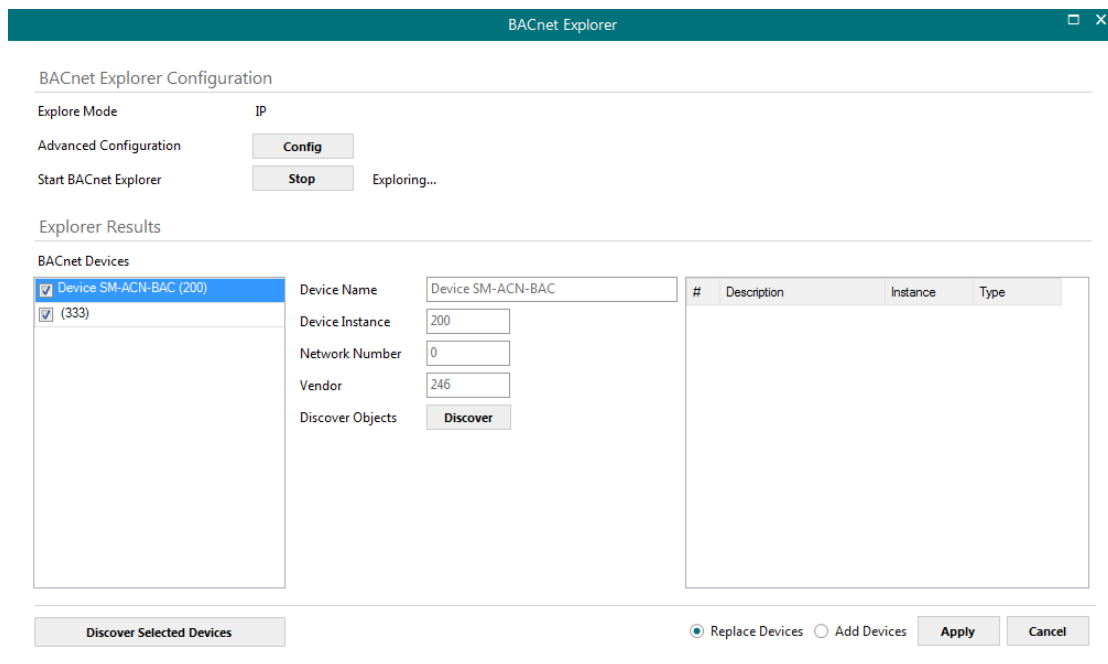 BACnet Explorer
BACnet Explorer Configuration
Explore Mode IP
Advanced Configuration Config
Start BACnet Explorer Stop Exploring...
Explorer Results
BACnet Devices
Device SM-ACN-BAC (200)
(333)
Device Name Device SM-ACN-BAC
Device Instance 200
Network Number 0
Vendor 246
Discover Objects Discover
# Description Instance Type
Discover Selected Devices
Replace Devices Add Devices Apply Cancel